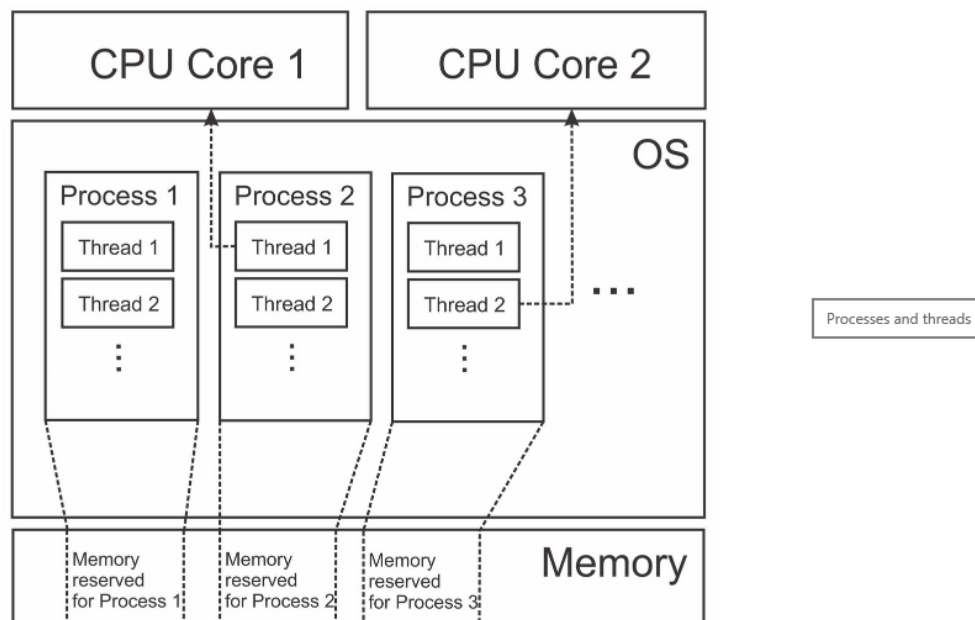 CPU Core 1
CPU Core 2
OS
Process 1
Thread 1
Thread 2
Process 2
Thread 1
Thread 2
Process 3
Thread 1
Thread 2
...
Processes and threads
Memory
reserved
for Process 1
Memory
reserved
for Process 2
Memory
reserved
for Process 3
Memory